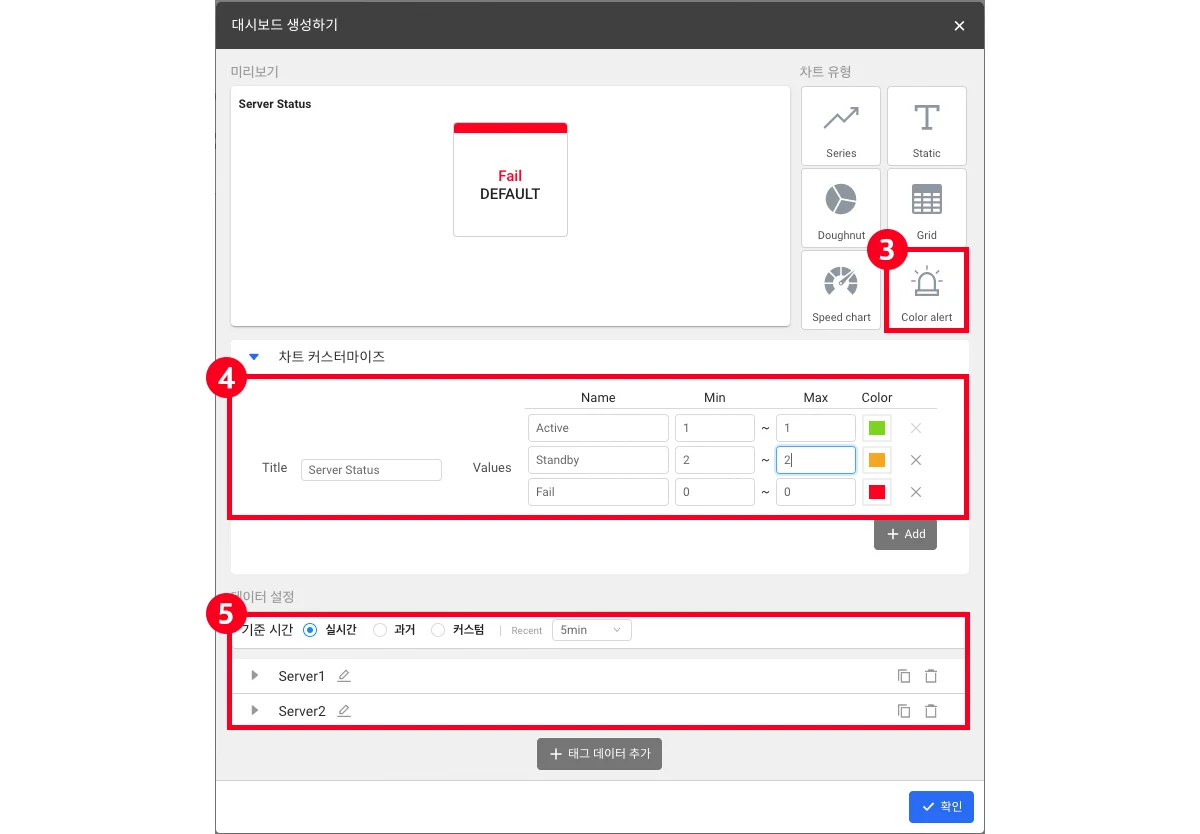 대시보드 생성하기
미리보기
차트 유형
Server Status
Fail
DEFAULT
Series
Static
Doughnut
Grid
3
Speed chart
Color alert
차트 커스터마이즈
4
Name Min Max Color
Active 1 ~ 1
Title Server Status Values Standby 2 ~ 2
Fail 0 ~ 0
+ Add
데이터 설정
5
기준 시간 실시간 과거 커스텀 | Recent 5min
Server1
Server2
+ 태그 데이터 추가
확인